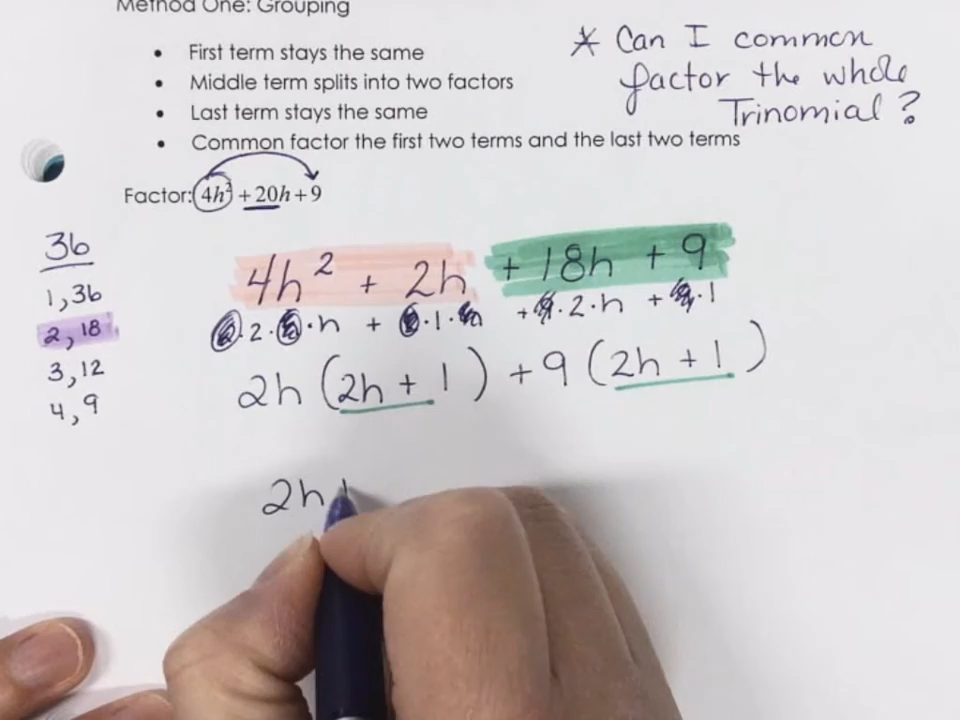 Method One: Grouping
• First term stays the same
• Middle term splits into two factors
• Last term stays the same
• Common factor the first two terms and the last two terms
* Can I common
factor the whole
Trinomial?
Factor: 4h² + 20h + 9
36
1, 36
2, 18
3, 12
4, 9
4h² + 2h + 18h + 9
2·2·h·h + 2·1·h + 9·2·h + 9·1
2h (2h + 1) + 9 (2h + 1)
2h